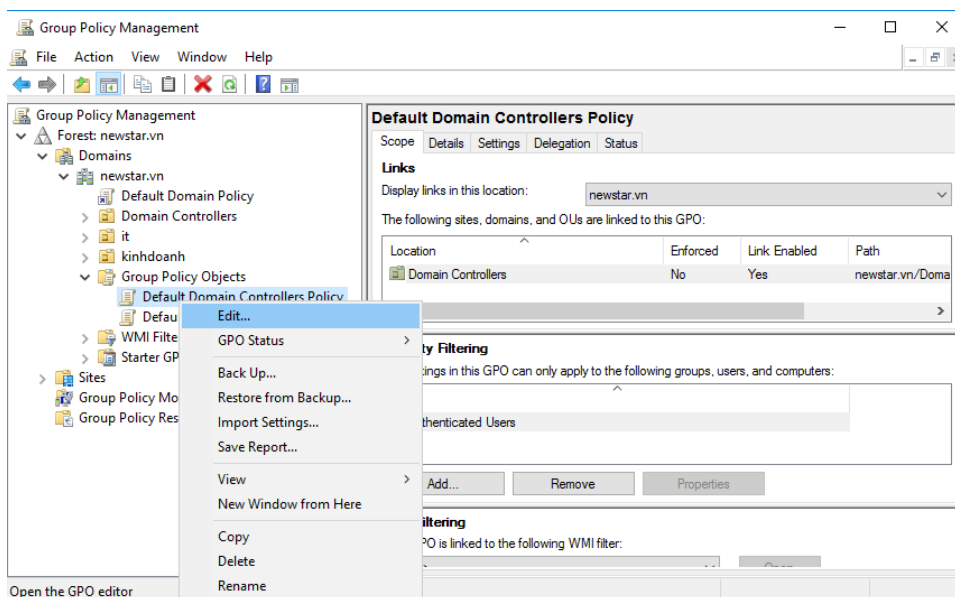 Group Policy Management
File Action View Window Help
Group Policy Management
Forest: newstar.vn
Domains
newstar.vn
Default Domain Policy
Domain Controllers
it
kinhdoanh
Group Policy Objects
Default Domain Controllers Policy
Defau
WMI Filte
Starter GP
Sites
Group Policy Mo
Group Policy Res
Edit...
GPO Status
Back Up...
Restore from Backup...
Import Settings...
Save Report...
View
New Window from Here
Copy
Delete
Rename
Default Domain Controllers Policy
Scope Details Settings Delegation Status
Links
Display links in this location: newstar.vn
The following sites, domains, and OUs are linked to this GPO:
Location Enforced Link Enabled Path
Domain Controllers No Yes newstar.vn/Doma
ty Filtering
tings in this GPO can only apply to the following groups, users, and computers:
thenticated Users
Add... Remove Properties
iltering
PO is linked to the following WMI filter:
Open the GPO editor